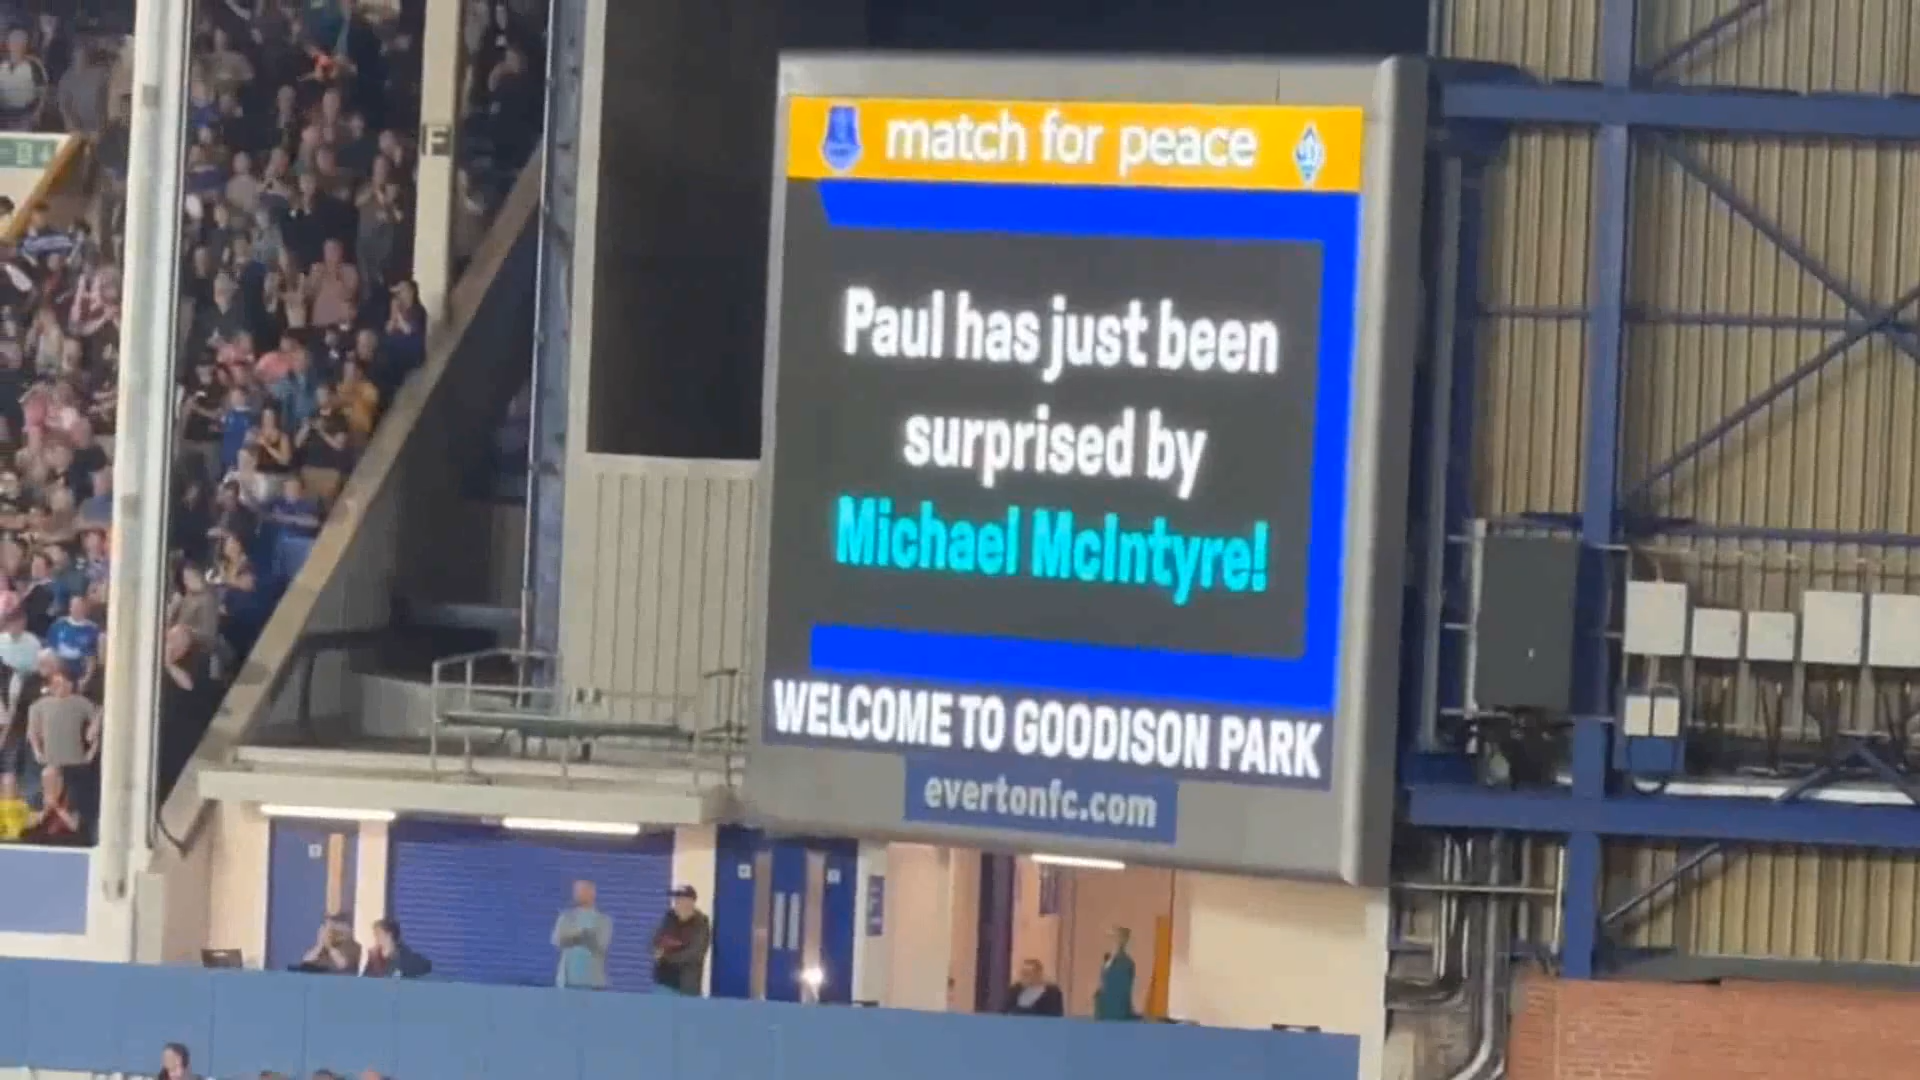 match for peace
Paul has just been
surprised by
Michael McIntyre!
WELCOME TO GOODISON PARK
evertonfc.com
F